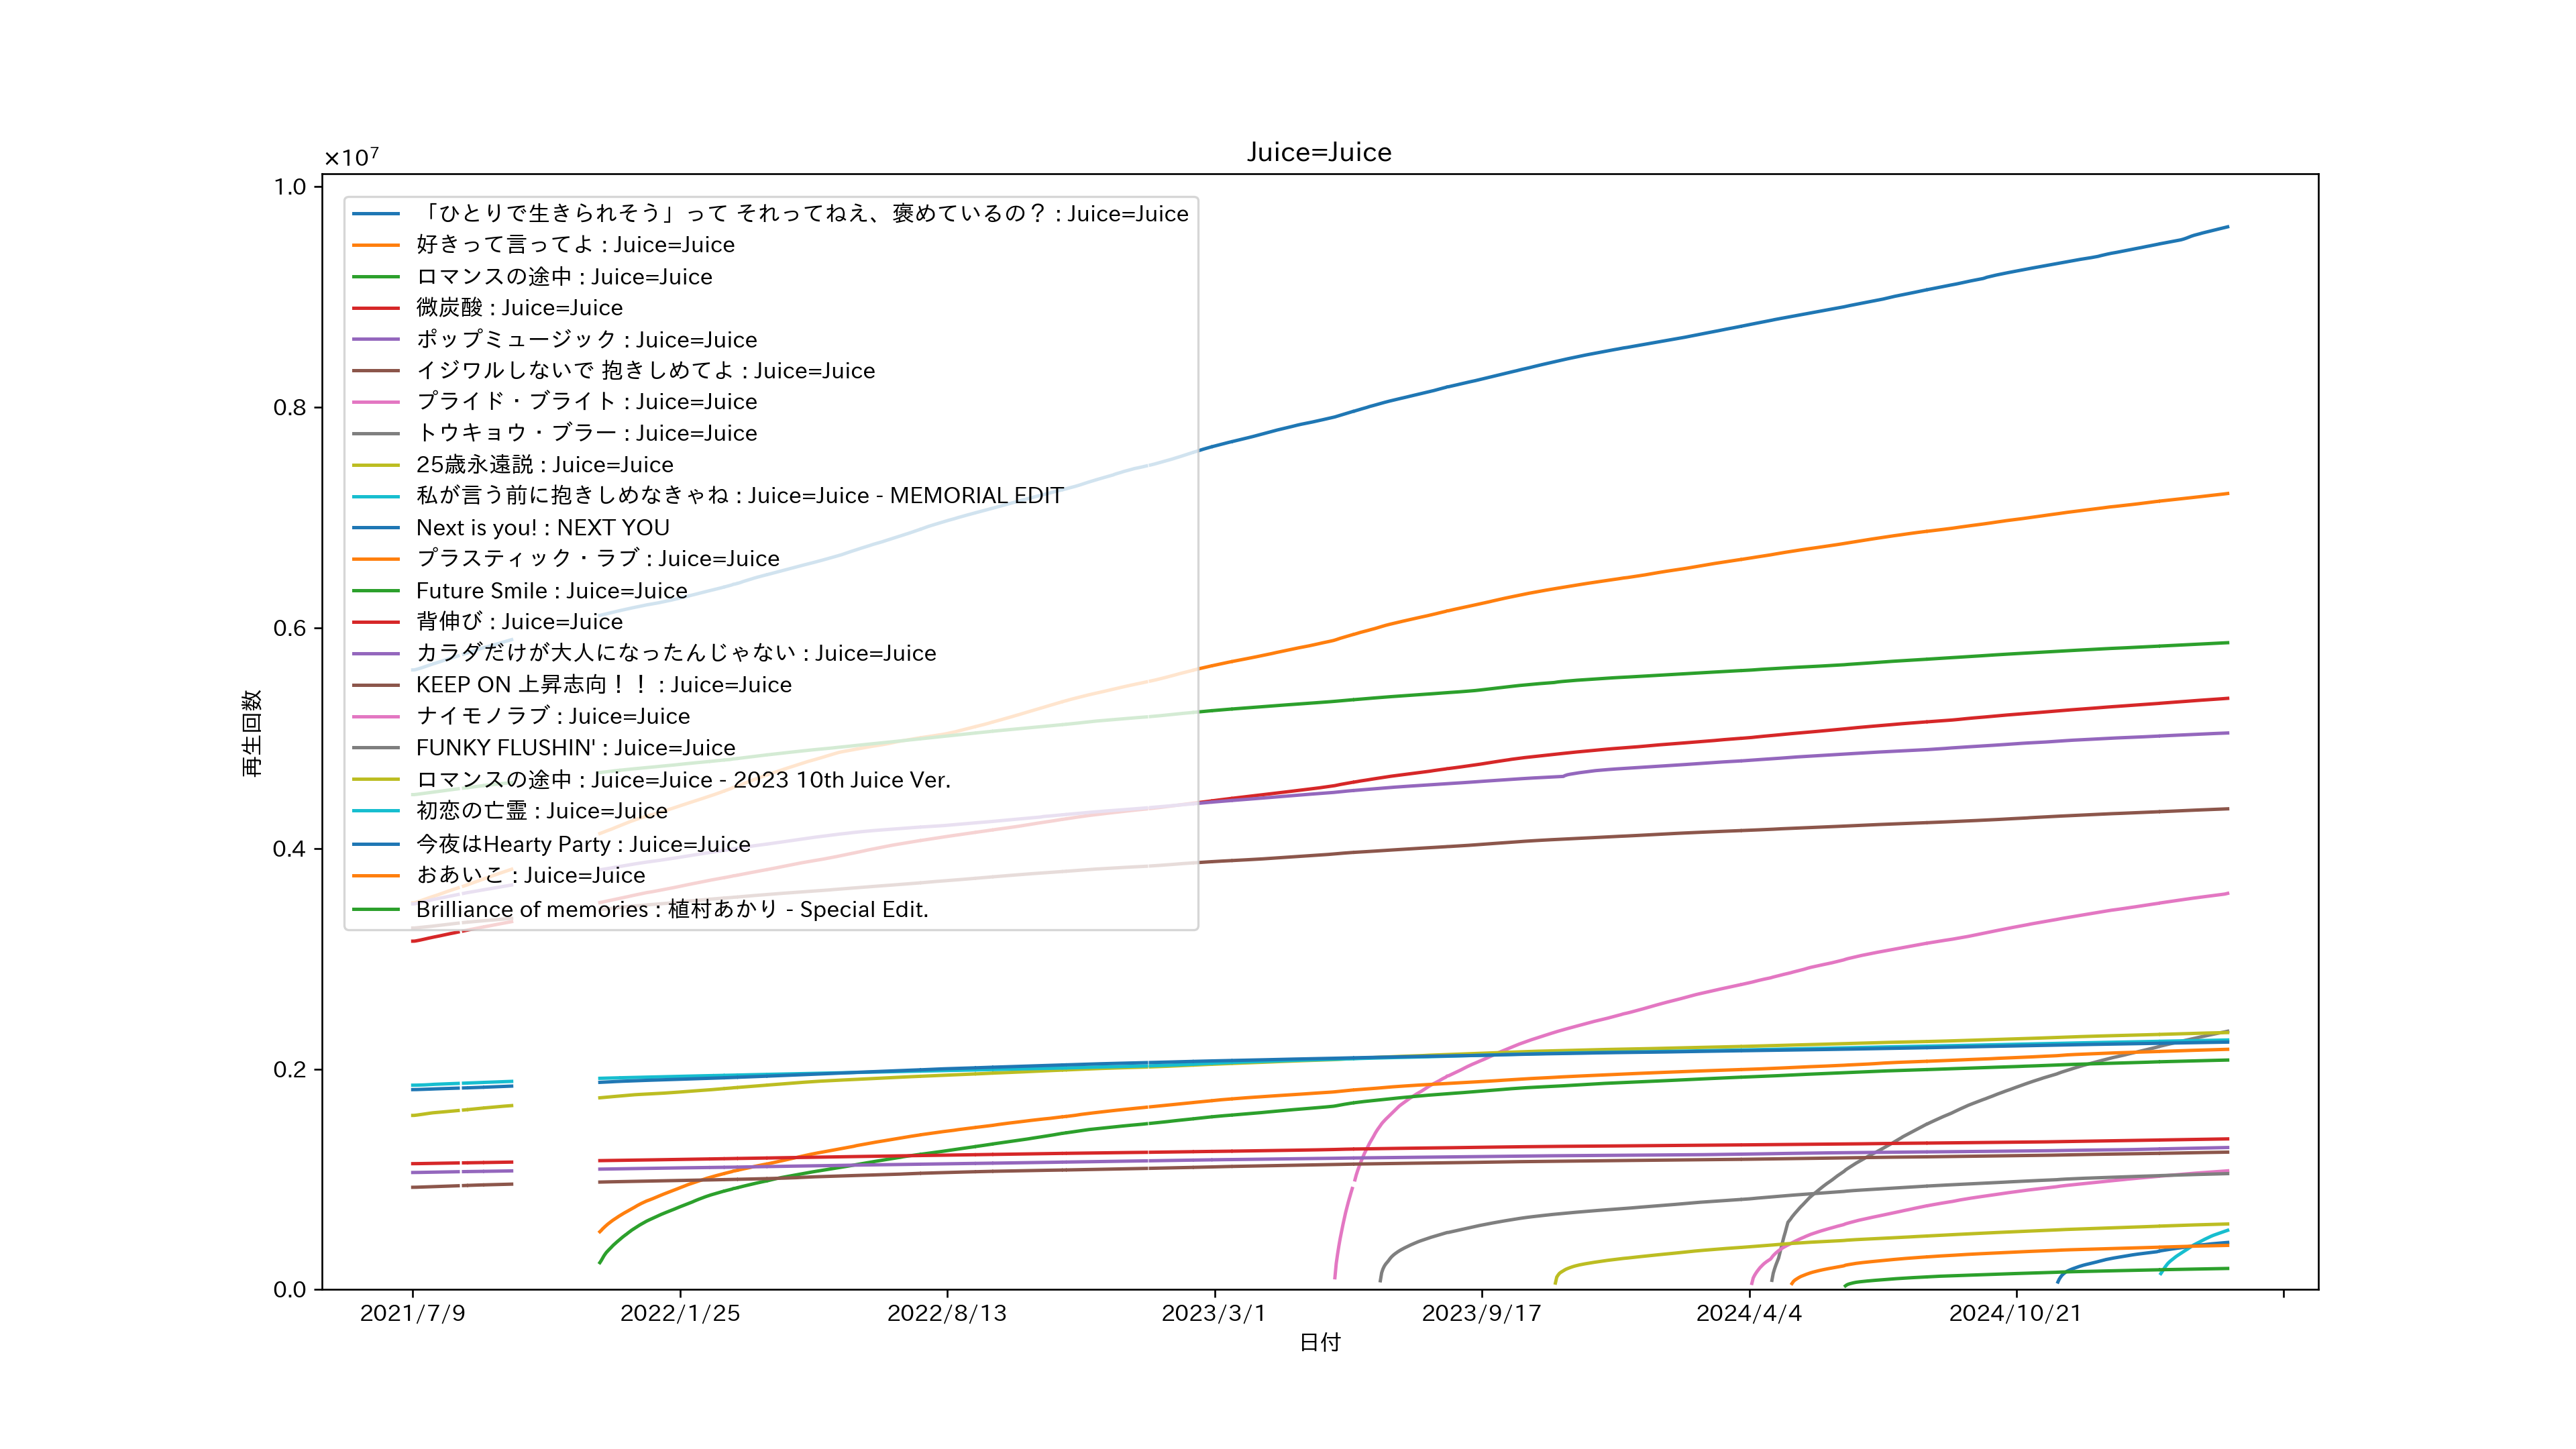 Juice=Juice
×10⁷
1.0
0.8
0.6
0.4
0.2
0.0
再生回数
「ひとりで生きられそう」って それってねえ、褒めているの? : Juice=Juice
好きって言ってよ : Juice=Juice
ロマンスの途中 : Juice=Juice
微炭酸 : Juice=Juice
ポップミュージック : Juice=Juice
イジワルしないで 抱きしめてよ : Juice=Juice
プライド・ブライト : Juice=Juice
トウキョウ・ブラー : Juice=Juice
25歳永遠説 : Juice=Juice
私が言う前に抱きしめなきゃね : Juice=Juice - MEMORIAL EDIT
Next is you! : NEXT YOU
プラスティック・ラブ : Juice=Juice
Future Smile : Juice=Juice
背伸び : Juice=Juice
カラダだけが大人になったんじゃない : Juice=Juice
KEEP ON 上昇志向！！ : Juice=Juice
ナイモノラブ : Juice=Juice
FUNKY FLUSHIN' : Juice=Juice
ロマンスの途中 : Juice=Juice - 2023 10th Juice Ver.
初恋の亡霊 : Juice=Juice
今夜はHearty Party : Juice=Juice
おあいこ : Juice=Juice
Brilliance of memories : 植村あかり - Special Edit.
2021/7/9 2022/1/25 2022/8/13 2023/3/1 2023/9/17 2024/4/4 2024/10/21
日付